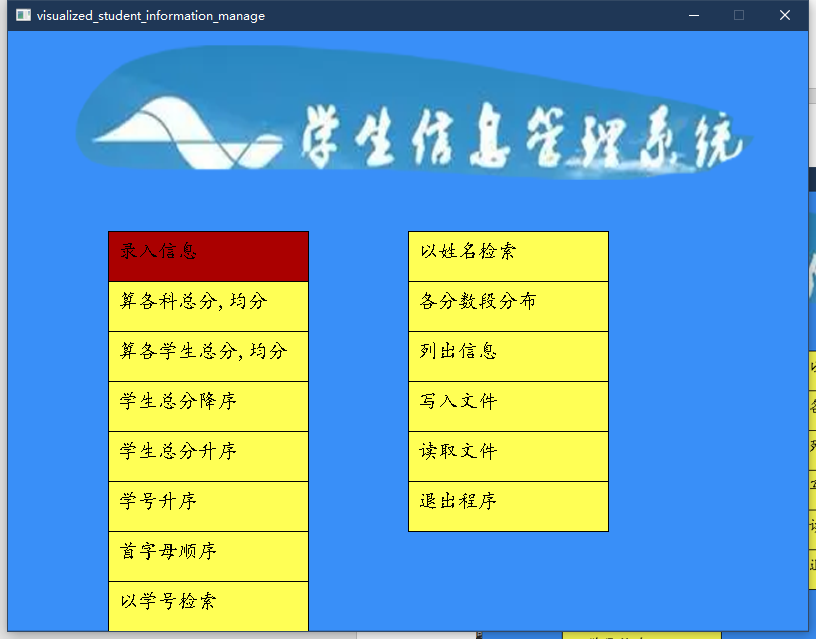 visualized_student_information_manage
学生信息管理系统
录入信息
算各科总分,均分
算各学生总分,均分
学生总分降序
学生总分升序
学号升序
首字母顺序
以学号检索
以姓名检索
各分数段分布
列出信息
写入文件
读取文件
退出程序